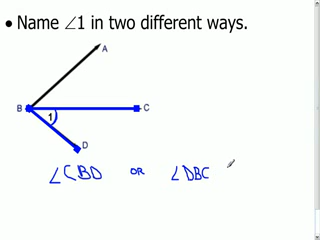 • Name ∠1 in two different ways.
A
B
C
1
D
∠CBD OR ∠DBC